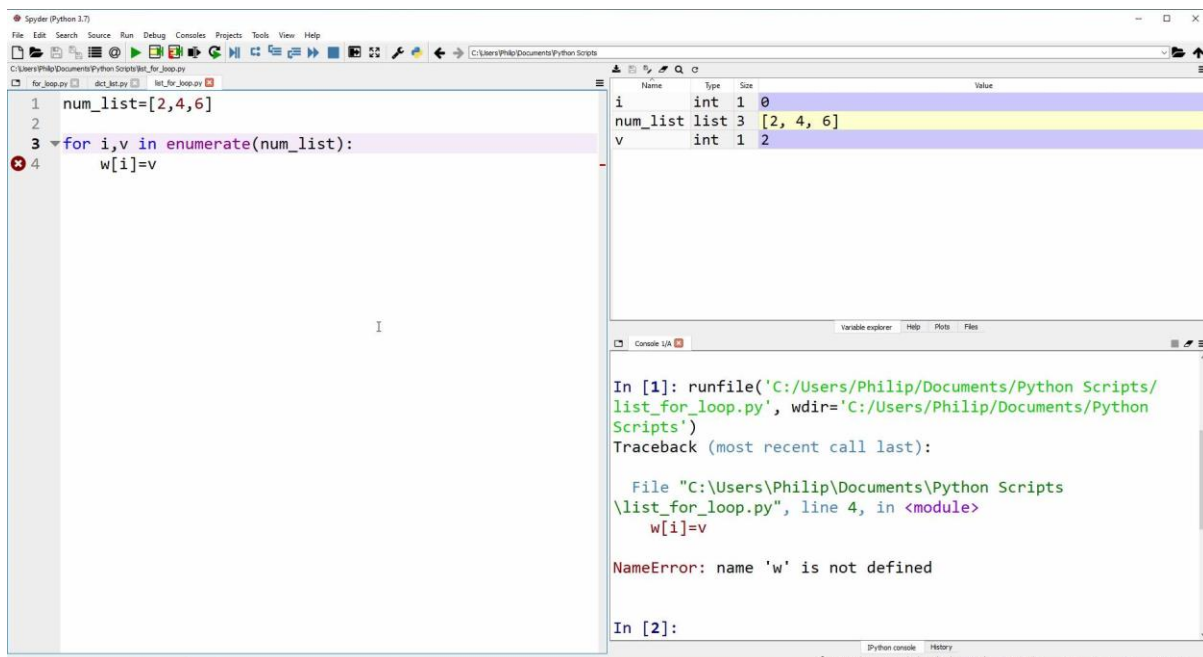 Spyder (Python 3.7)
File Edit Search Source Run Debug Consoles Projects Tools View Help
C:\Users\Philip\Documents\Python Scripts
C:\Users\Philip\Documents\Python Scripts\list_for_loop.py
for_loop.py dict_list.py list_for_loop.py
1 num_list=[2,4,6]
2
3 for i,v in enumerate(num_list):
4 w[i]=v
Name Type Size Value
i int 1 0
num_list list 3 [2, 4, 6]
v int 1 2
Variable explorer Help Plots Files
Console 1/A
In [1]: runfile('C:/Users/Philip/Documents/Python Scripts/
list_for_loop.py', wdir='C:/Users/Philip/Documents/Python
Scripts')
Traceback (most recent call last):
File "C:\Users\Philip\Documents\Python Scripts
\list_for_loop.py", line 4, in <module>
w[i]=v
NameError: name 'w' is not defined
In [2]:
IPython console History